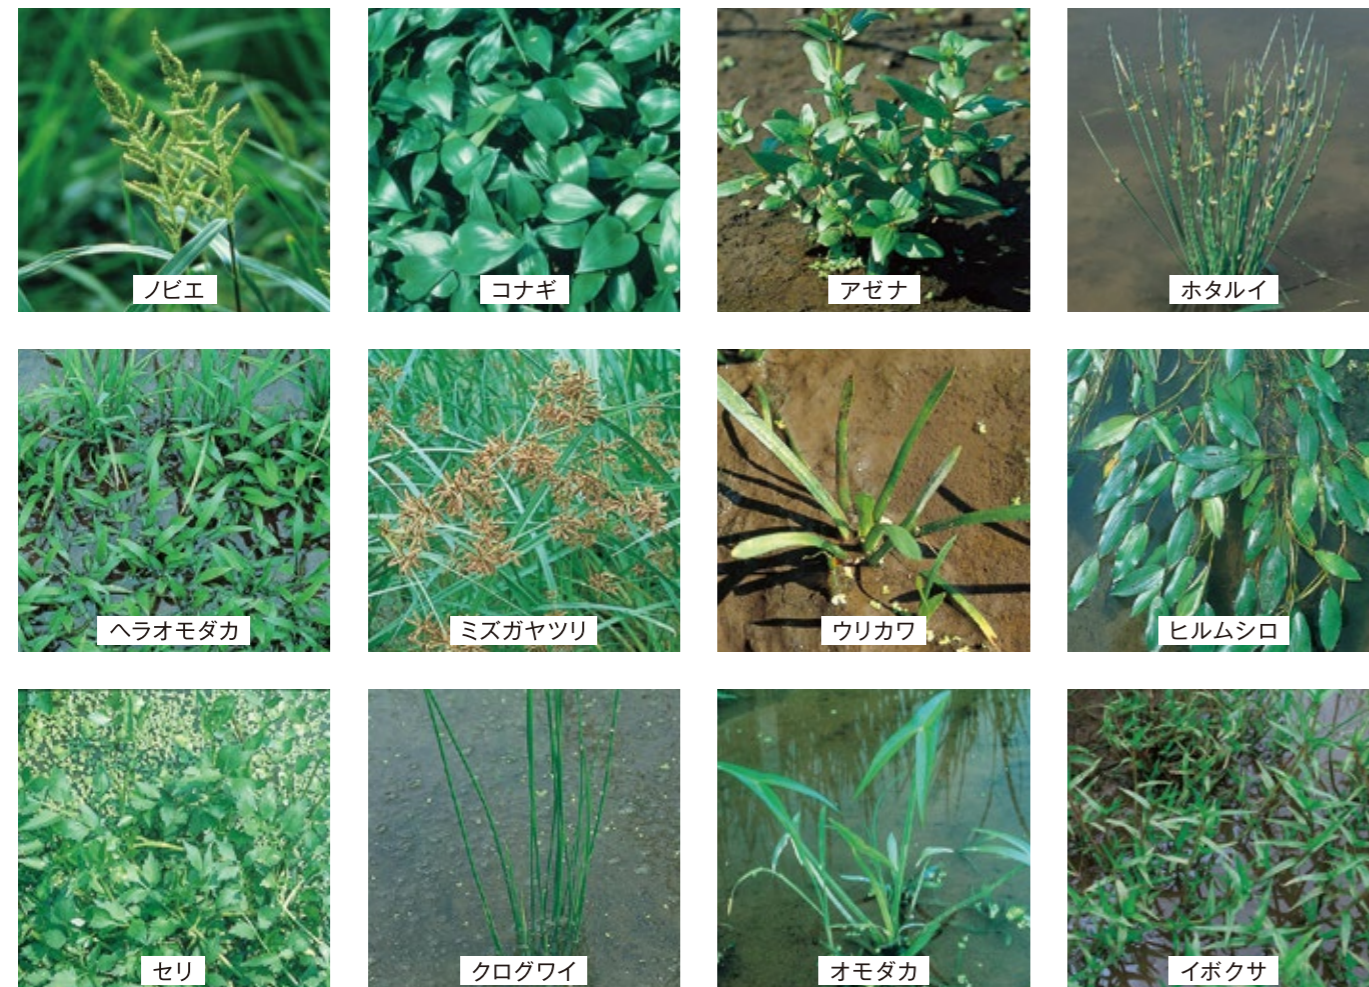 ノビエ
コナギ
アゼナ
ホタルイ
ヘラオモダカ
ミズガヤツリ
ウリカワ
ヒルムシロ
セリ
クログワイ
オモダカ
イボクサ